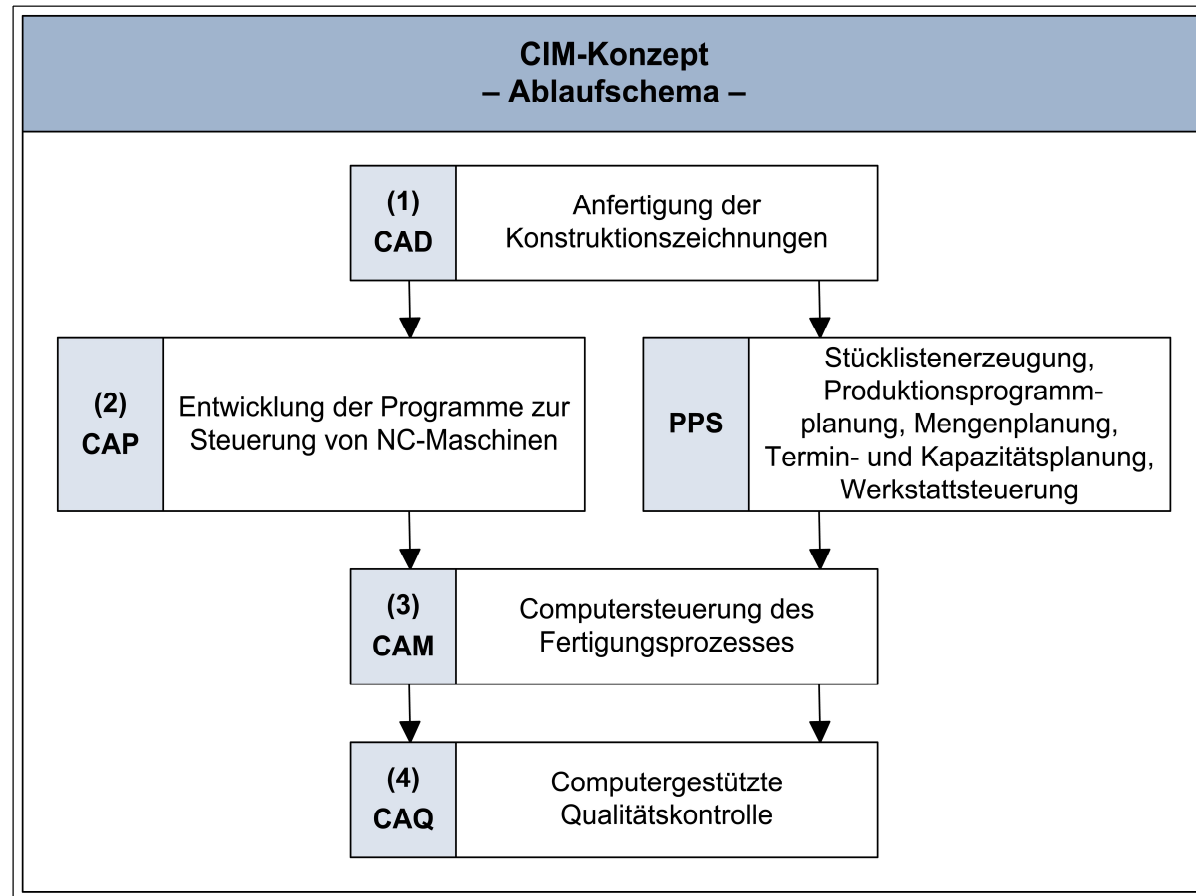 CIM-Konzept
– Ablaufschema –
(1)
CAD
Anfertigung der
Konstruktionszeichnungen
(2)
CAP
Entwicklung der Programme zur
Steuerung von NC-Maschinen
PPS
Stücklistenerzeugung,
Produktionsprogramm-
planung, Mengenplanung,
Termin- und Kapazitätsplanung,
Werkstattsteuerung
(3)
CAM
Computersteuerung des
Fertigungsprozesses
(4)
CAQ
Computergestützte
Qualitätskontrolle